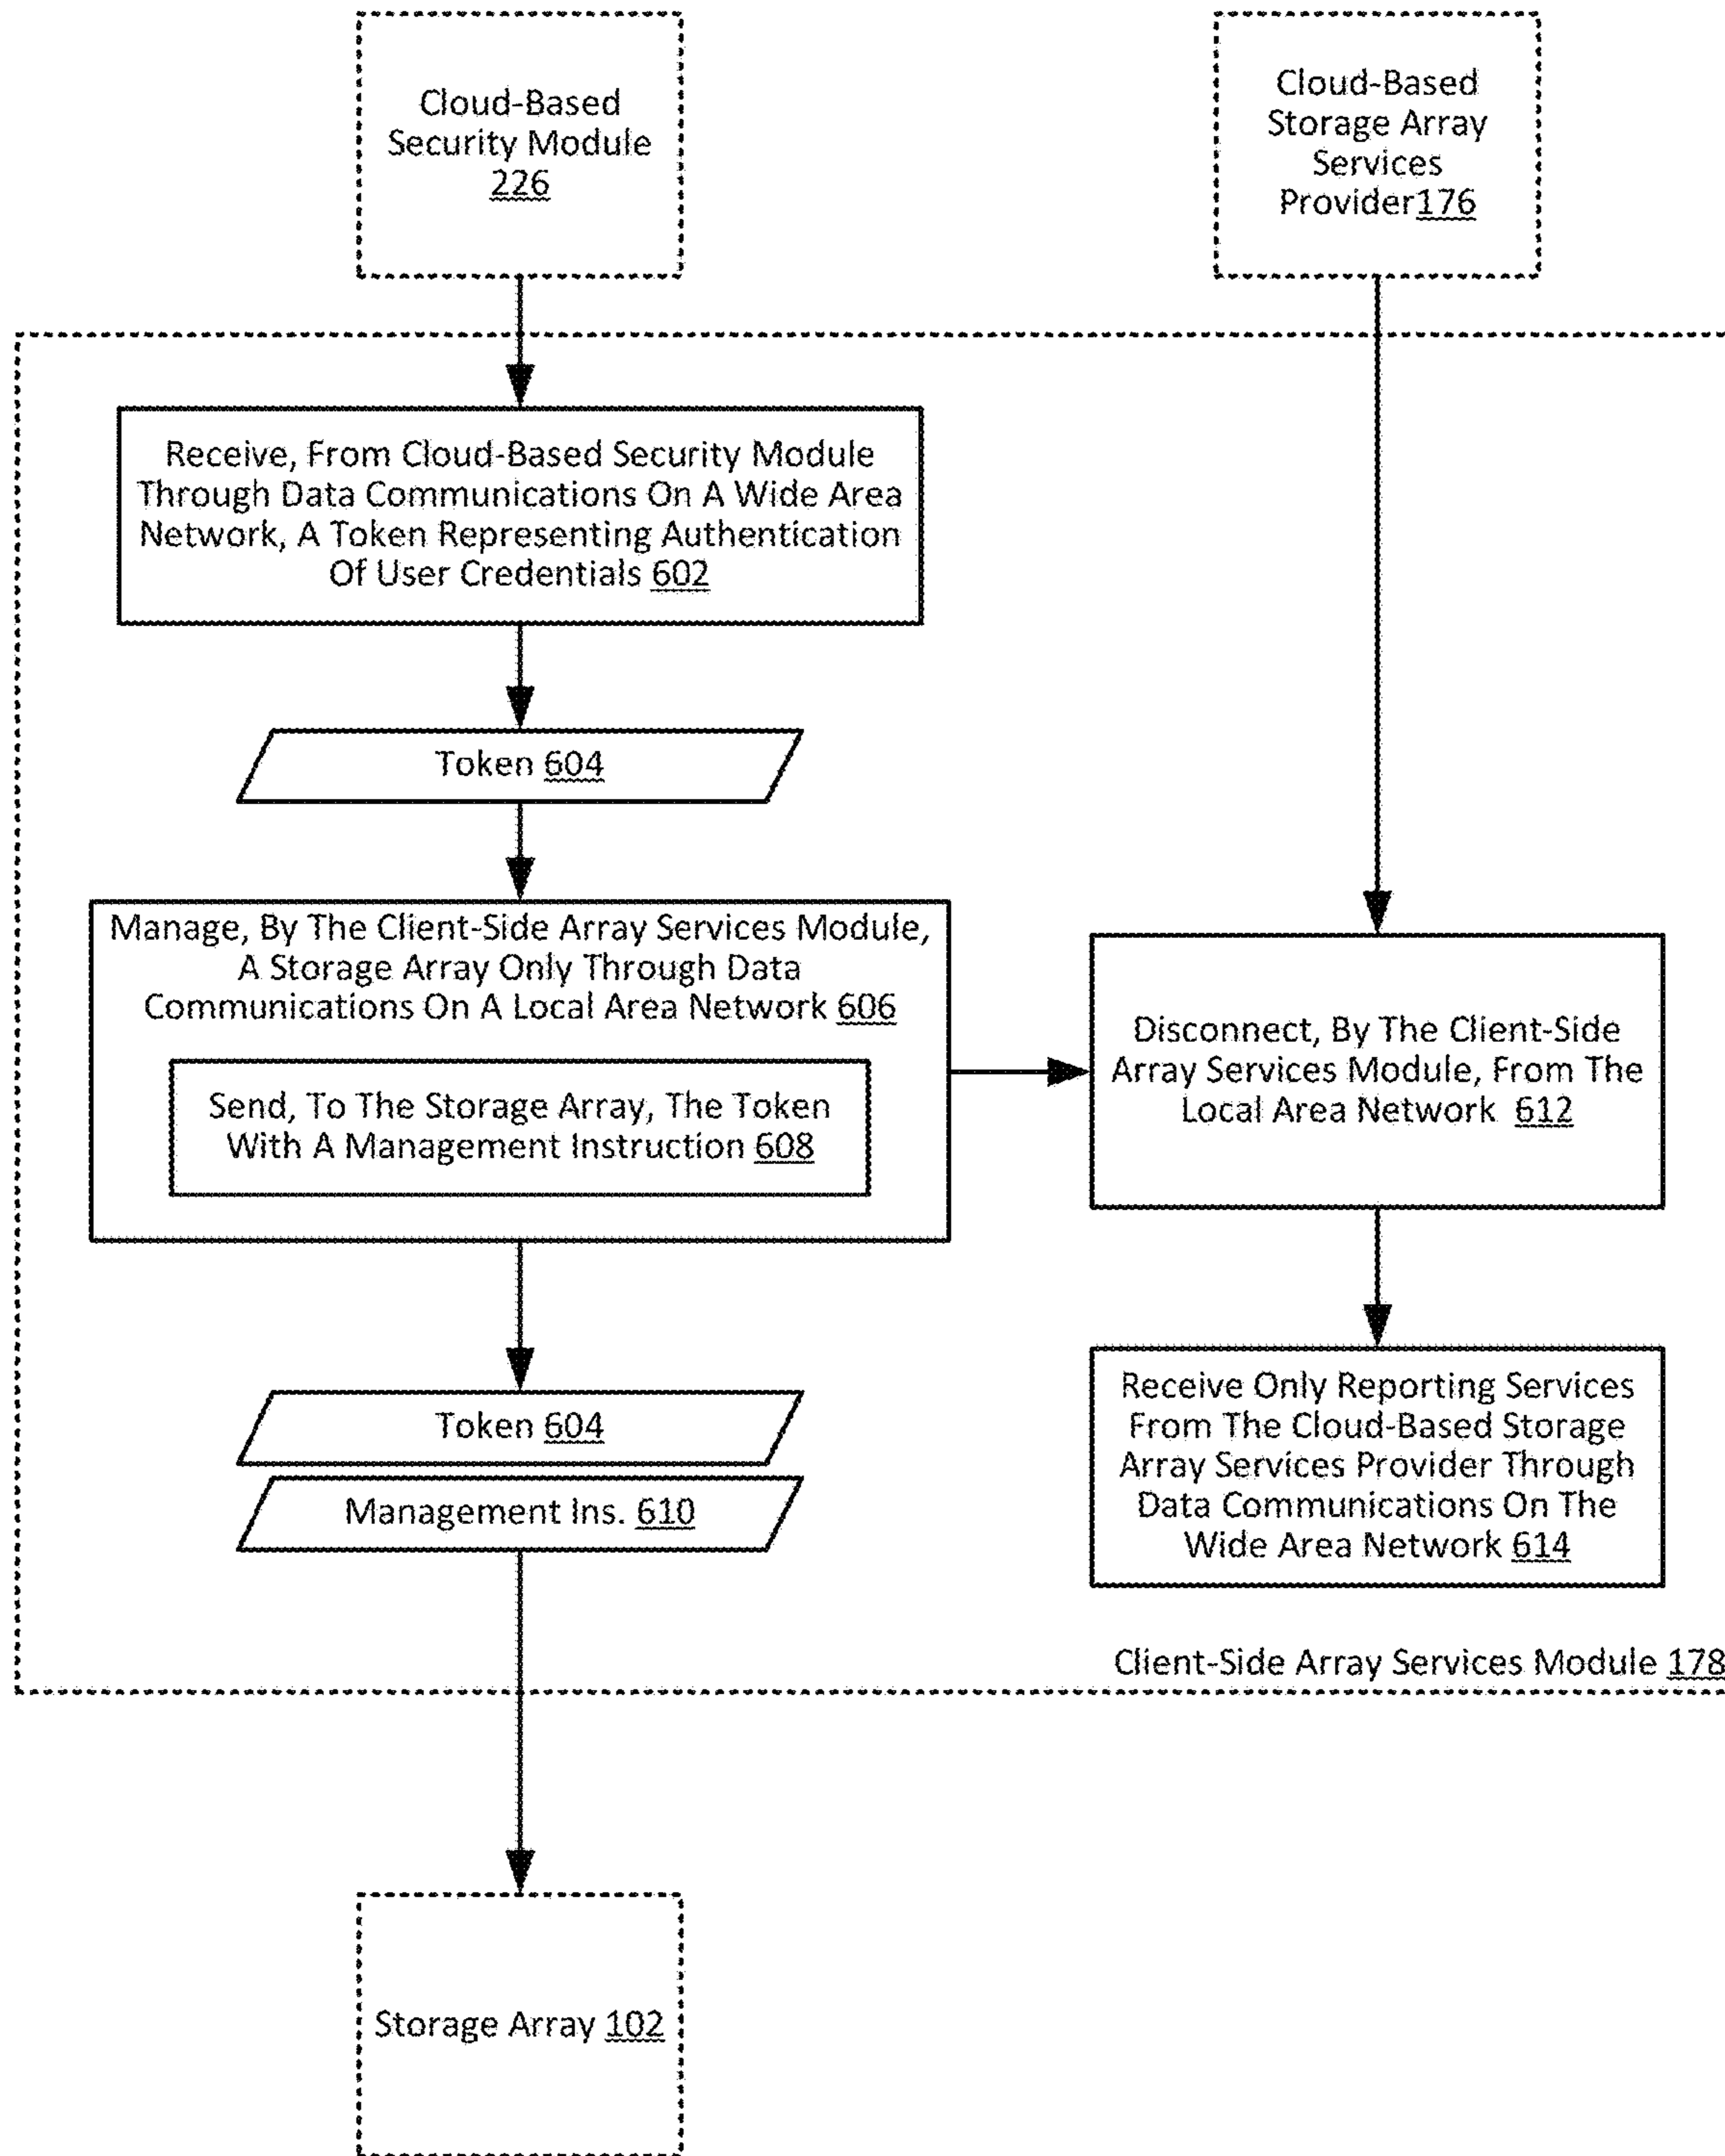 Cloud-Based
Security Module
226
Cloud-Based
Storage Array
Services
Provider176
Receive, From Cloud-Based Security Module
Through Data Communications On A Wide Area
Network, A Token Representing Authentication
Of User Credentials 602
Token 604
Manage, By The Client-Side Array Services Module,
A Storage Array Only Through Data
Communications On A Local Area Network 606
Send, To The Storage Array, The Token
With A Management Instruction 608
Disconnect, By The Client-Side
Array Services Module, From The
Local Area Network 612
Token 604
Management Ins. 610
Receive Only Reporting Services
From The Cloud-Based Storage
Array Services Provider Through
Data Communications On The
Wide Area Network 614
Client-Side Array Services Module 178
Storage Array 102